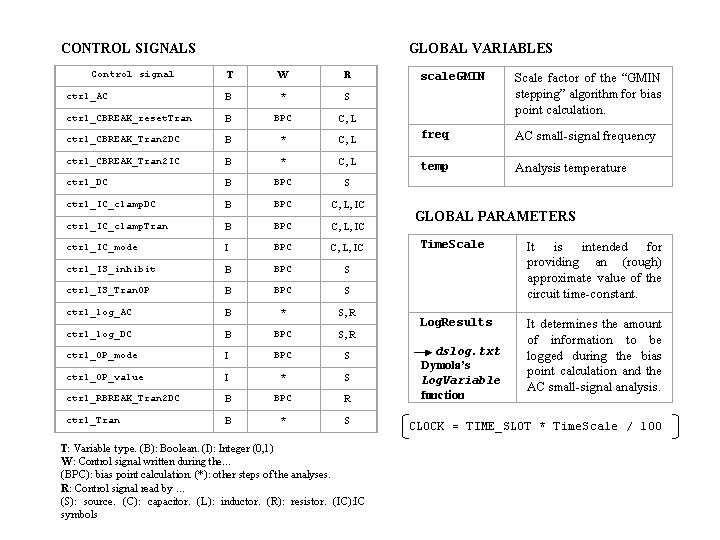 CONTROL SIGNALS
Control signal T W R
ctrl_AC B * S
ctrl_CBREAK_resetTran B BPC C, L
ctrl_CBREAK_Tran2DC B * C, L
ctrl_CBREAK_Tran2IC B * C, L
ctrl_DC B BPC S
ctrl_IC_clampDC B BPC C, L, IC
ctrl_IC_clampTran B BPC C, L, IC
ctrl_IC_mode I BPC C, L, IC
ctrl_IS_inhibit B BPC S
ctrl_IS_TranOP B BPC S
ctrl_log_AC B * S, R
ctrl_log_DC B BPC S, R
ctrl_OP_mode I BPC S
ctrl_OP_value I * S
ctrl_RBREAK_Tran2DC B BPC R
ctrl_Tran B * S
T: Variable type. (B): Boolean. (I): Integer (0,1)
W: Control signal written during the...
(BPC): bias point calculation. (*): other steps of the analyses.
R: Control signal read by ...
(S): source. (C): capacitor. (L): inductor. (R): resistor. (IC):IC
symbols
GLOBAL VARIABLES
scaleGMIN Scale factor of the “GMIN
stepping” algorithm for bias
point calculation.
freq AC small-signal frequency
temp Analysis temperature
GLOBAL PARAMETERS
TimeScale It is intended for
providing an (rough)
approximate value of the
circuit time-constant.
LogResults It determines the amount
of information to be
logged during the bias
point calculation and the
AC small-signal analysis.
dslog.txt
Dymola's
LogVariable
function
CLOCK = TIME_SLOT * TimeScale / 100